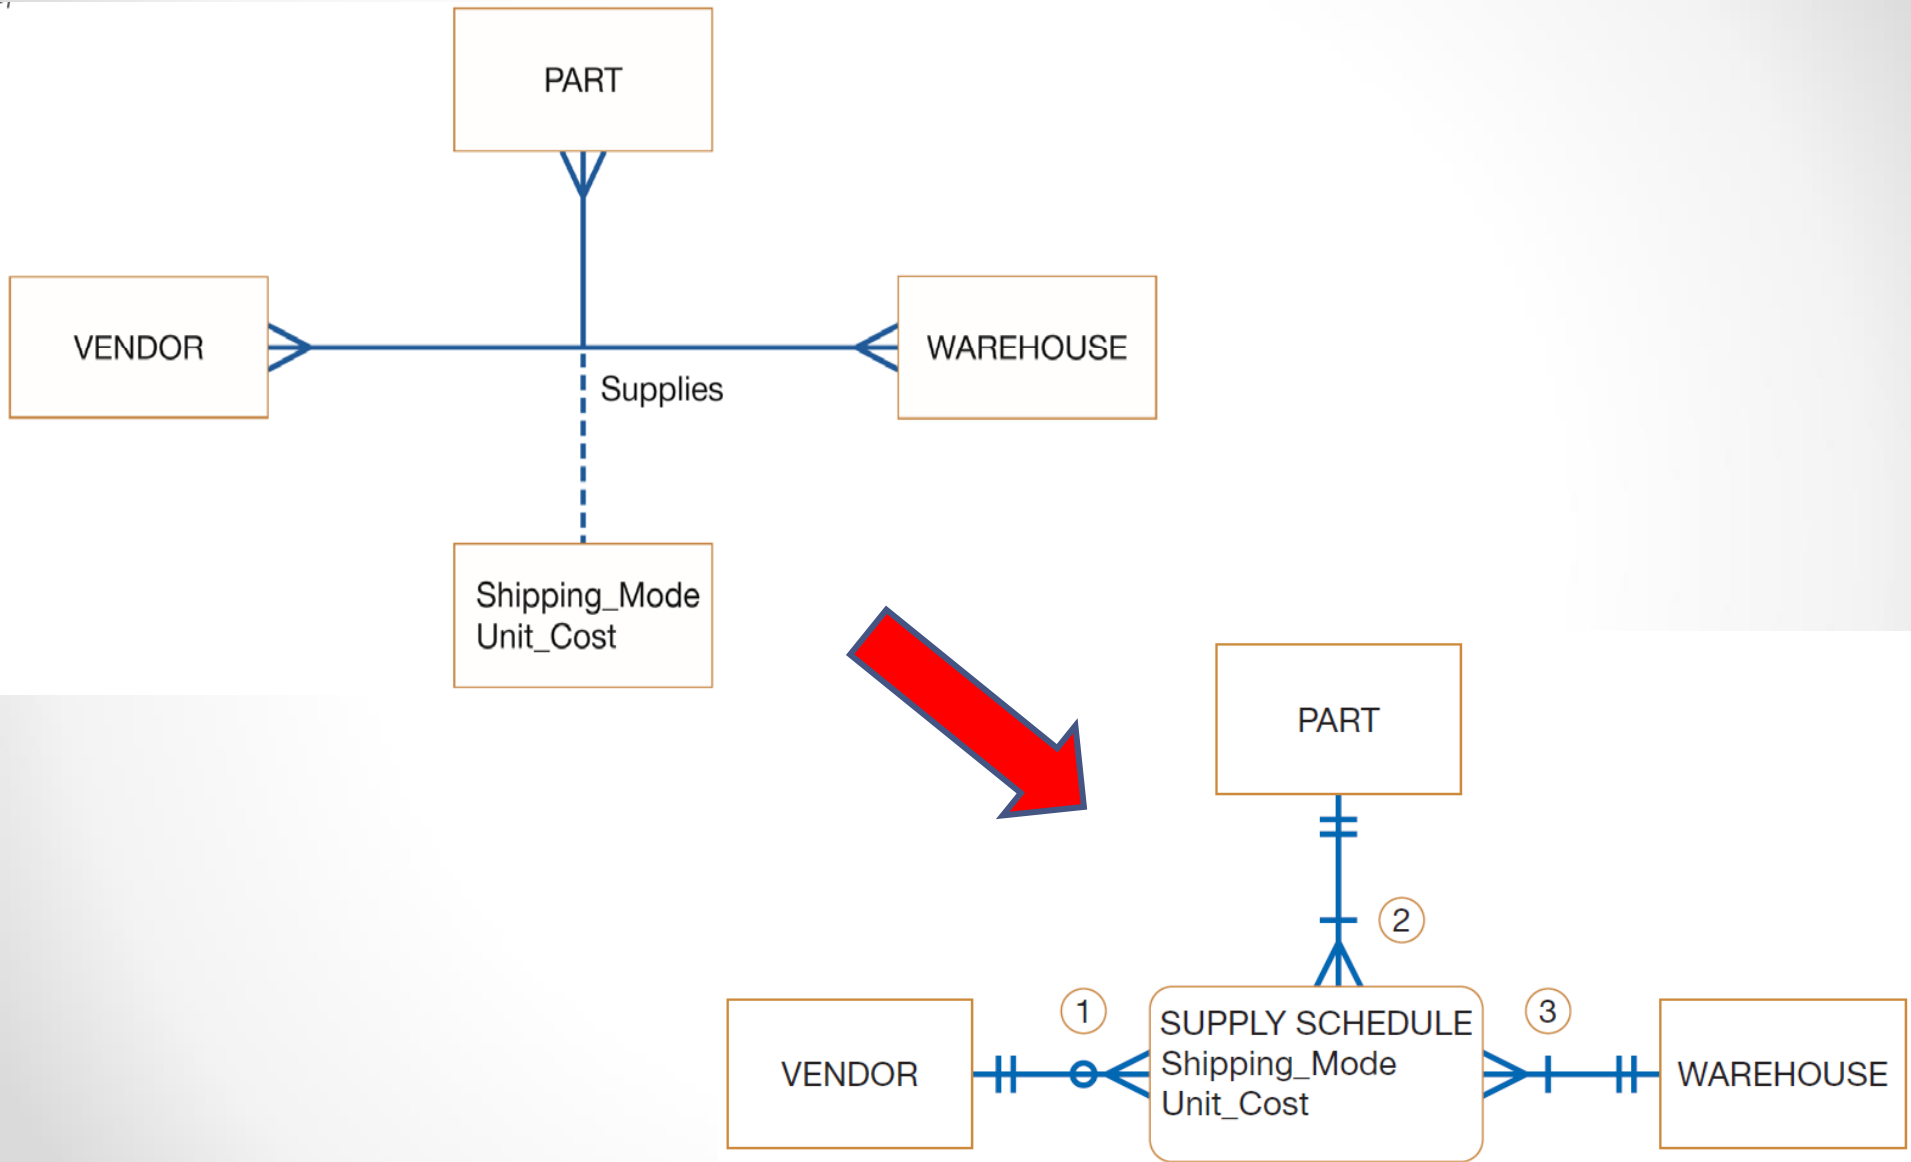 PART
VENDOR
WAREHOUSE
Supplies
Shipping_Mode
Unit_Cost
PART
2
1
3
VENDOR
SUPPLY SCHEDULE
Shipping_Mode
Unit_Cost
WAREHOUSE